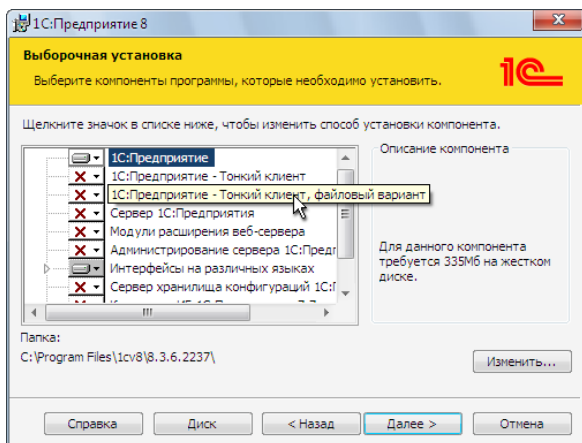 1С:Предприятие 8
Выборочная установка
Выберите компоненты программы, которые необходимо установить.
1С
Щелкните значок в списке ниже, чтобы изменить способ установки компонента.
Описание компонента
1С:Предприятие
1С:Предприятие - Тонкий клиент
1С:Предприятие - Тонкий клиент, файловый вариант
Сервер 1С:Предприятия
Модули расширения веб-сервера
Администрирование сервера 1С:Предп
Интерфейсы на различных языках
Сервер хранилища конфигураций 1С:Г
Для данного компонента
требуется 335Мб на жестком
диске.
Папка:
C:\Program Files\1cv8\8.3.6.2237\
Изменить...
Справка
Диск
< Назад
Далее >
Отмена